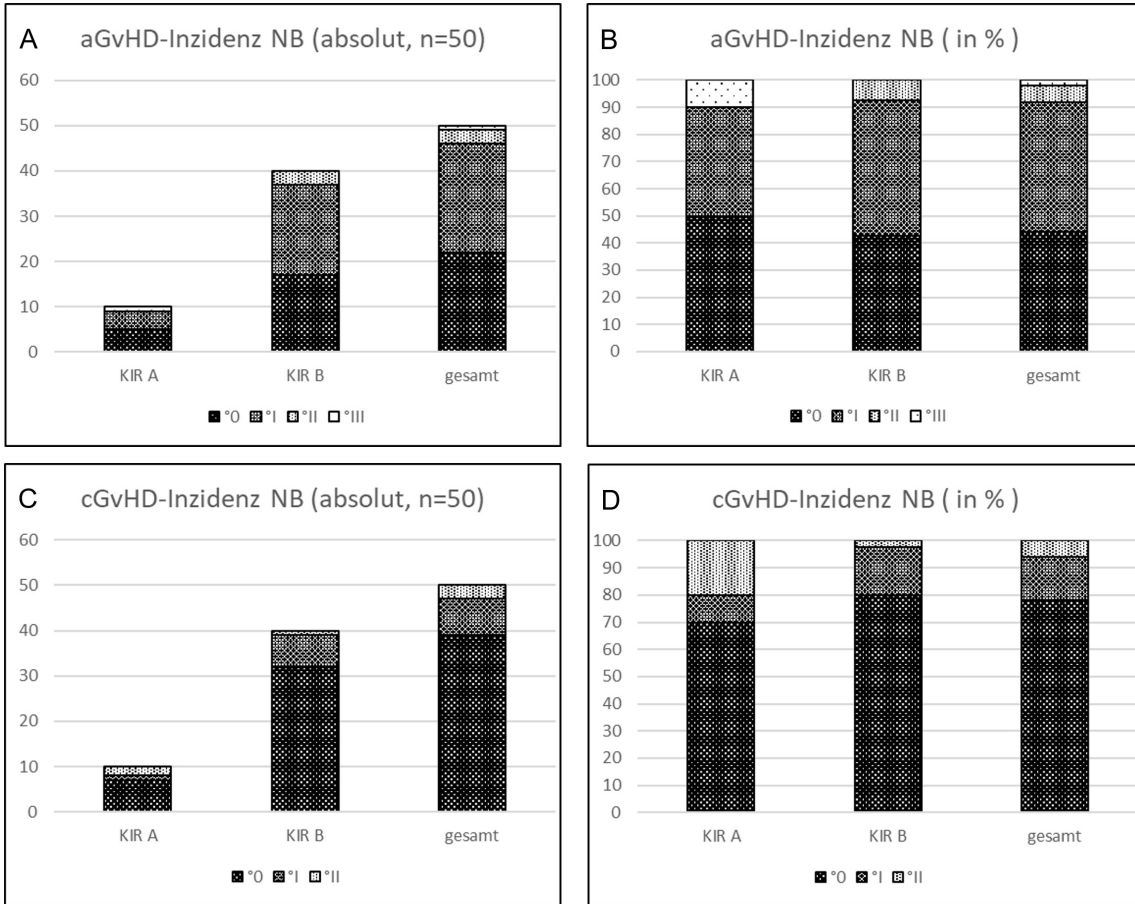 A
aGvHD-Inzidenz NB (absolut, n=50)
60
50
40
30
20
10
0
KIR A KIR B gesamt
°0 °I °II °III
B
aGvHD-Inzidenz NB ( in % )
100
90
80
70
60
50
40
30
20
10
0
KIR A KIR B gesamt
°0 °I °II °III
C
cGvHD-Inzidenz NB (absolut, n=50)
60
50
40
30
20
10
0
KIR A KIR B gesamt
°0 °I °II
D
cGvHD-Inzidenz NB ( in % )
100
90
80
70
60
50
40
30
20
10
0
KIR A KIR B gesamt
°0 °I °II